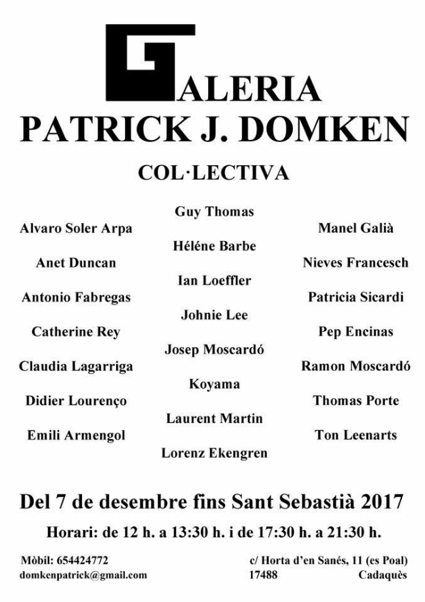 GALERIA
PATRICK J. DOMKEN
COL·LECTIVA
Guy Thomas
Alvaro Soler Arpa
Manel Galià
Héléne Barbe
Anet Duncan
Nieves Francesch
Ian Loeffler
Antonio Fabregas
Patricia Sicardi
Johnie Lee
Catherine Rey
Pep Encinas
Josep Moscardó
Claudia Lagarriga
Ramon Moscardó
Koyama
Didier Lourenço
Thomas Porte
Laurent Martin
Emili Armengol
Ton Leenarts
Lorenz Ekengren
Del 7 de desembre fins Sant Sebastià 2017
Horari: de 12 h. a 13:30 h. i de 17:30 h. a 21:30 h.
Mòbil: 654424772
c/ Horta d'en Sanés, 11 (es Poal)
domkenpatrick@gmail.com
17488 Cadaquès